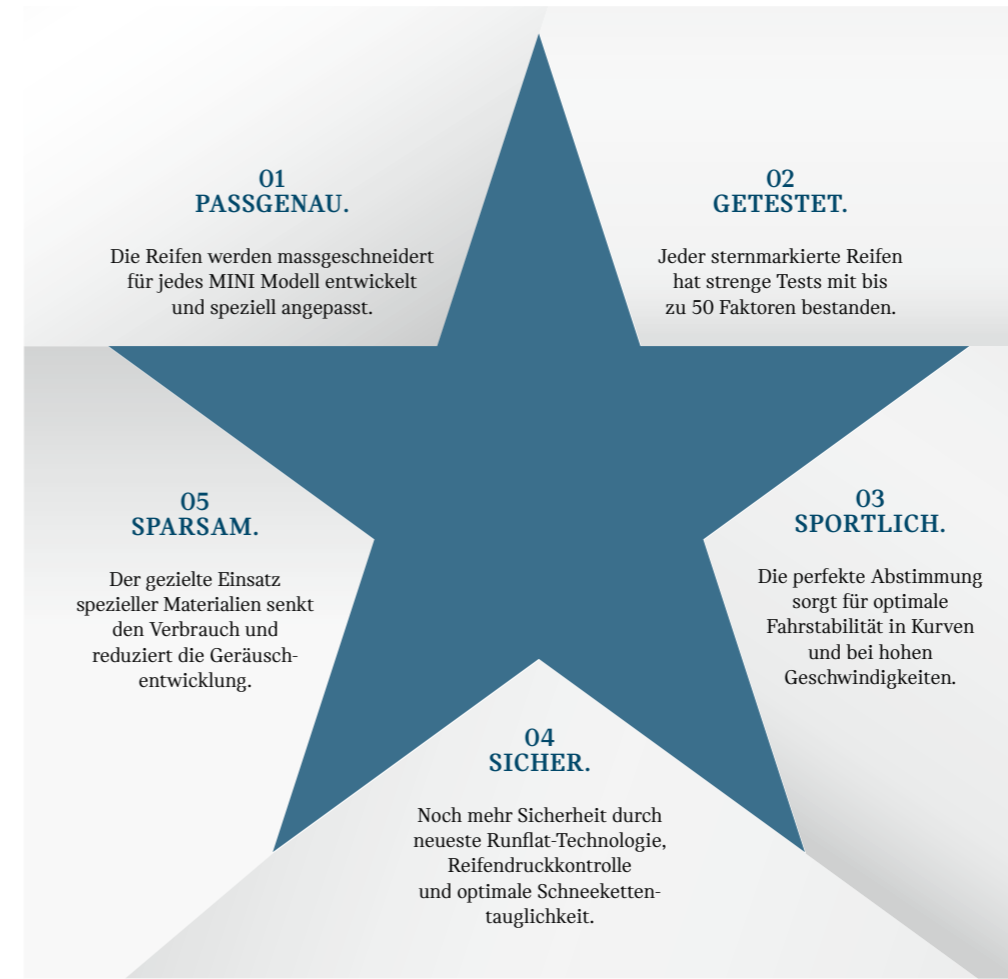 01
PASSGENAU.
Die Reifen werden massgeschneidert
für jedes MINI Modell entwickelt
und speziell angepasst.
02
GETESTET.
Jeder sternmarkierte Reifen
hat strenge Tests mit bis
zu 50 Faktoren bestanden.
03
SPORTLICH.
Die perfekte Abstimmung
sorgt für optimale
Fahrstabilität in Kurven
und bei hohen
Geschwindigkeiten.
04
SICHER.
Noch mehr Sicherheit durch
neueste Runflat-Technologie,
Reifendruckkontrolle
und optimale Schneeketten-
tauglichkeit.
05
SPARSAM.
Der gezielte Einsatz
spezieller Materialien senkt
den Verbrauch und
reduziert die Geräusch-
entwicklung.